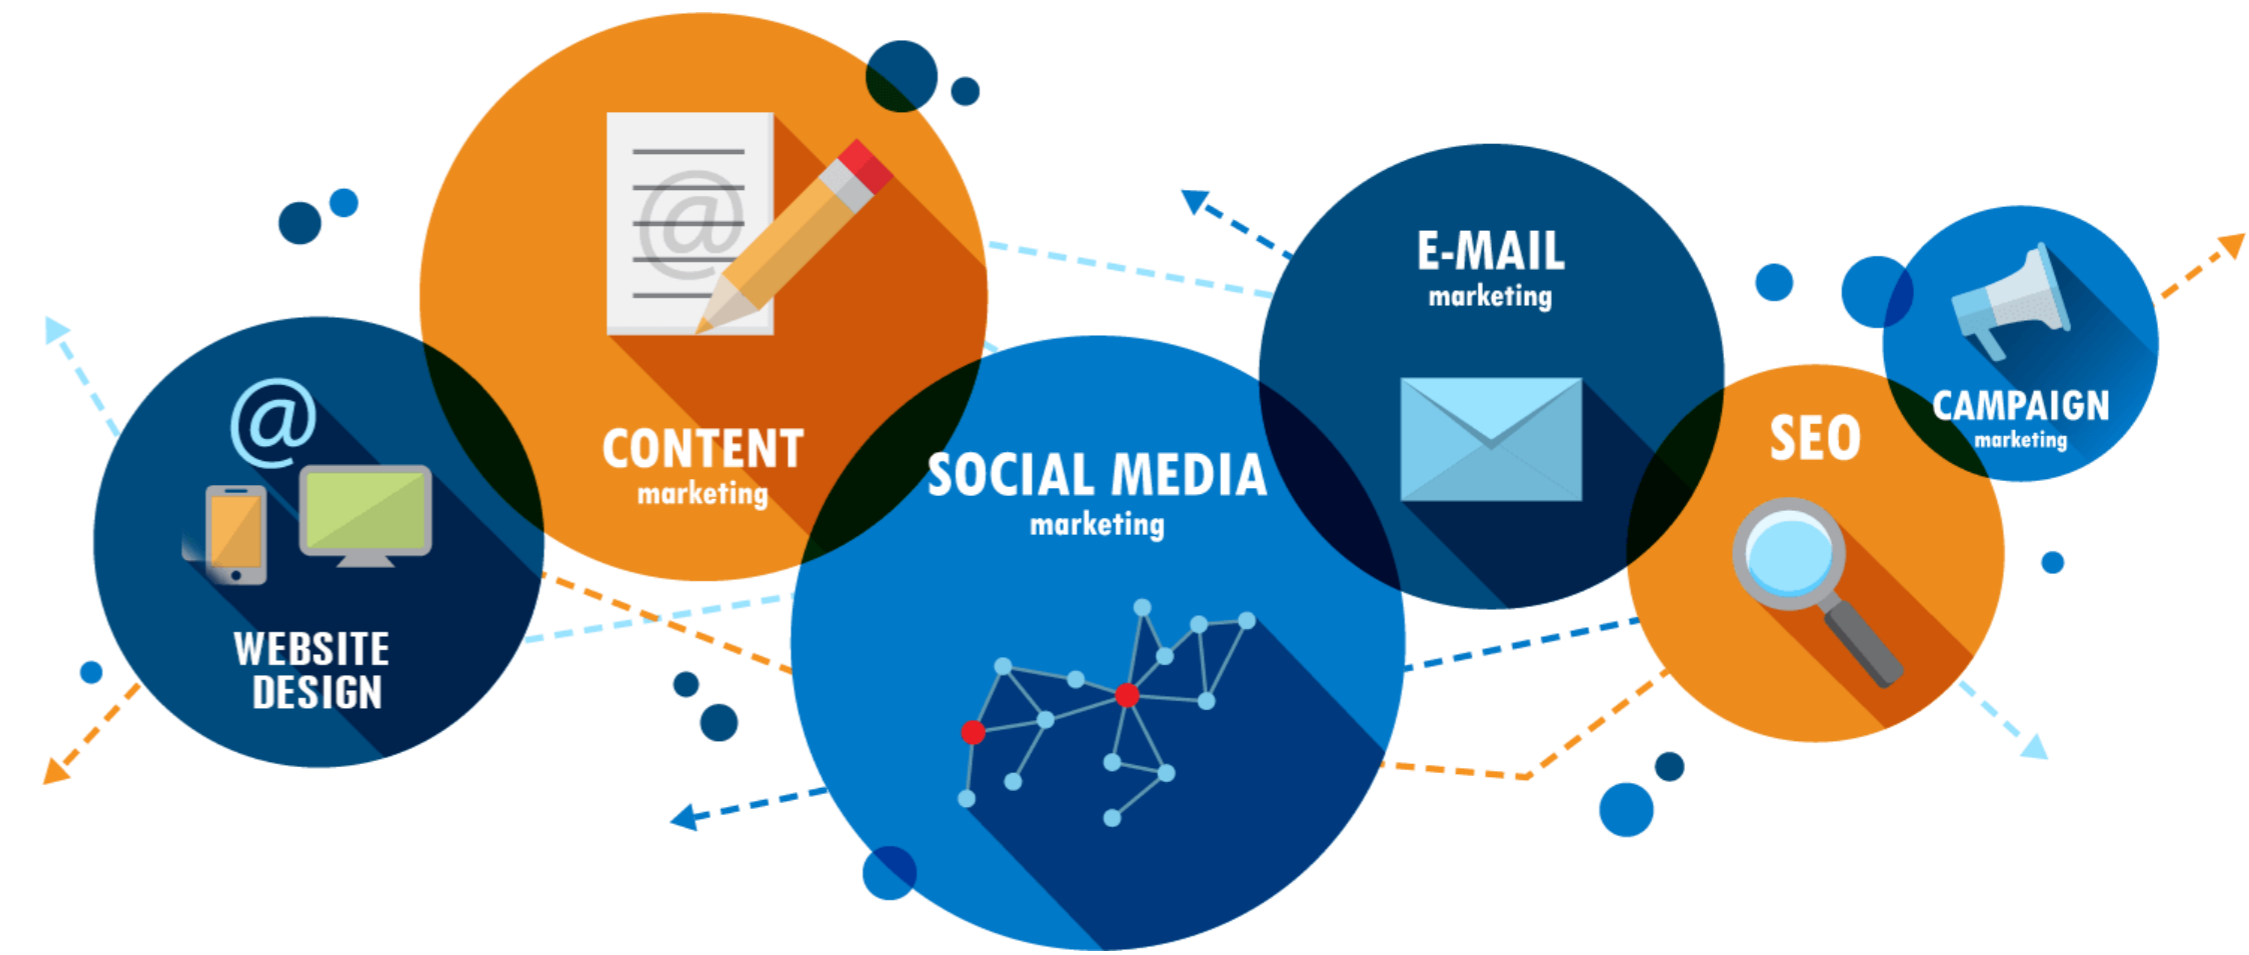 @
WEBSITE
DESIGN
@
CONTENT
marketing
SOCIAL MEDIA
marketing
E-MAIL
marketing
SEO
CAMPAIGN
marketing